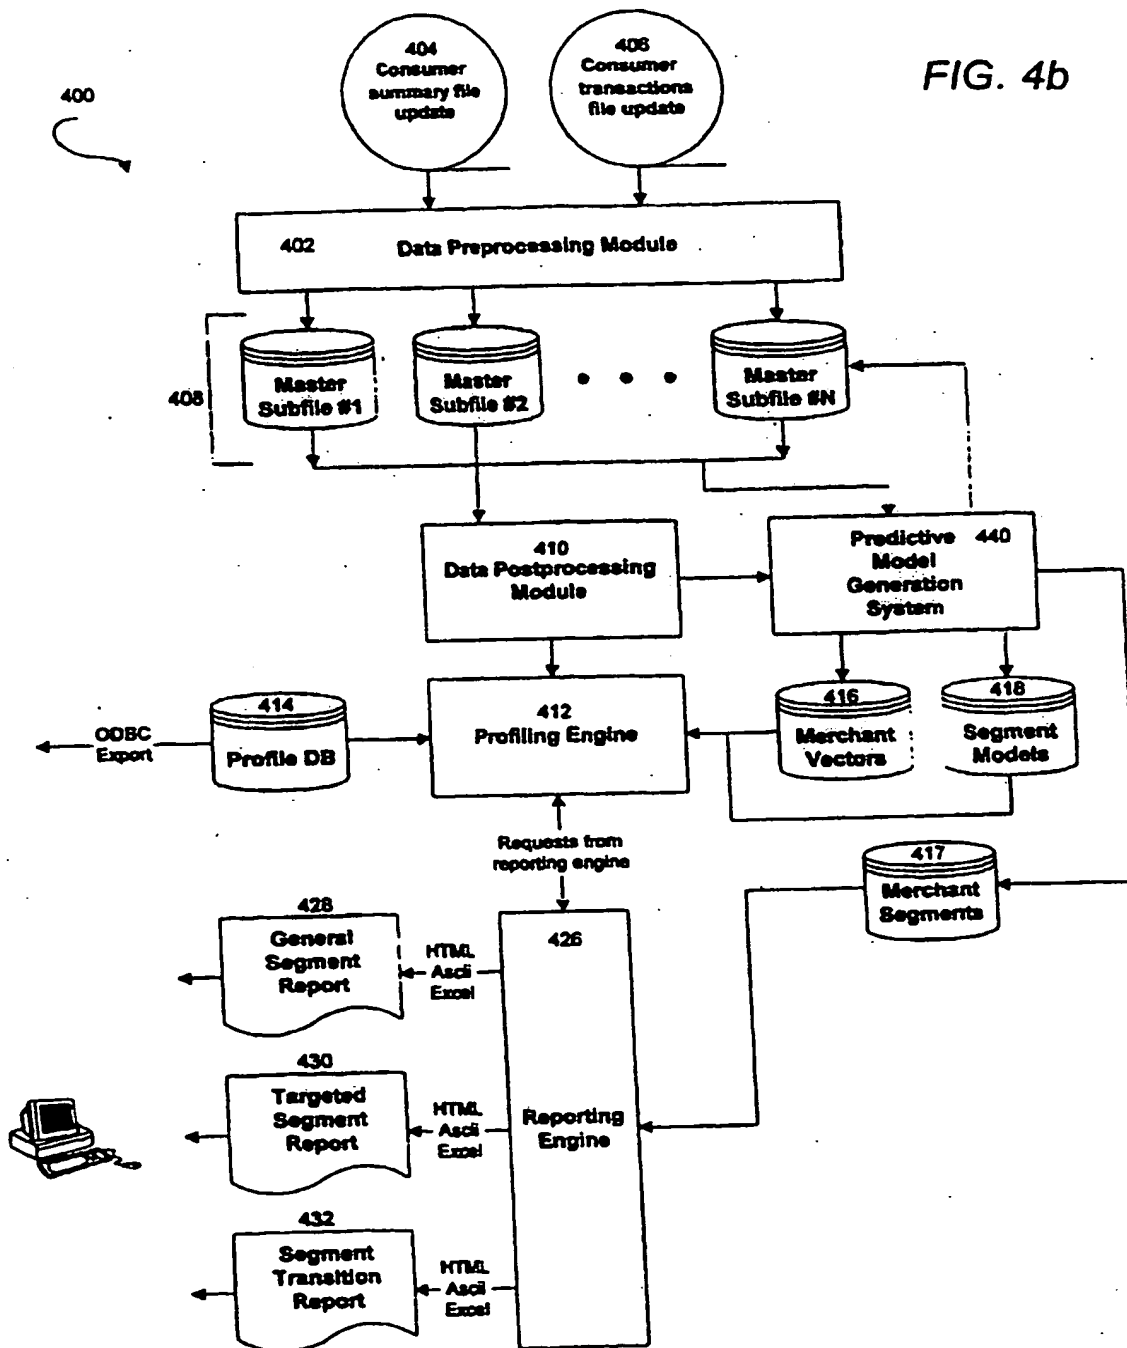 FIG. 4b
400
404
Consumer
summary file
update
406
Consumer
transactions
file update
402
Data Preprocessing Module
408
Master
Subfile #1
Master
Subfile #2
Master
Subfile #N
410
Data Postprocessing
Module
Predictive 440
Model
Generation
System
414
Profile DB
ODBC
Export
412
Profiling Engine
416
Merchant
Vectors
418
Segment
Models
Requests from
reporting engine
417
Merchant
Segments
428
General
Segment
Report
HTML
Ascii
Excel
426
Reporting
Engine
430
Targeted
Segment
Report
HTML
Ascii
Excel
432
Segment
Transition
Report
HTML
Ascii
Excel